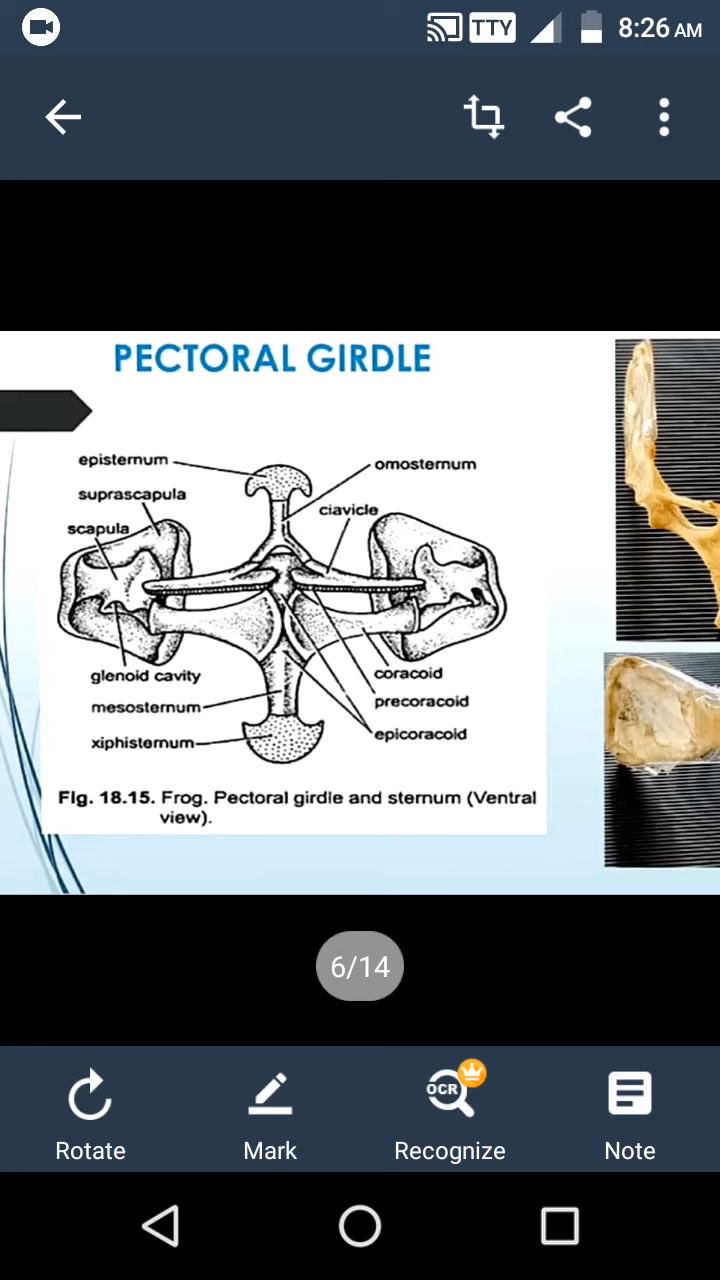 TTY
8:26 AM
PECTORAL GIRDLE
episternum
omosternum
suprascapula
ciavicle
scapula
glenoid cavity
coracoid
mesosternum
precoracoid
xiphisternum
epicoracoid
Fig. 18.15. Frog. Pectoral girdle and sternum (Ventral
view).
6/14
OCR
Rotate
Mark
Recognize
Note